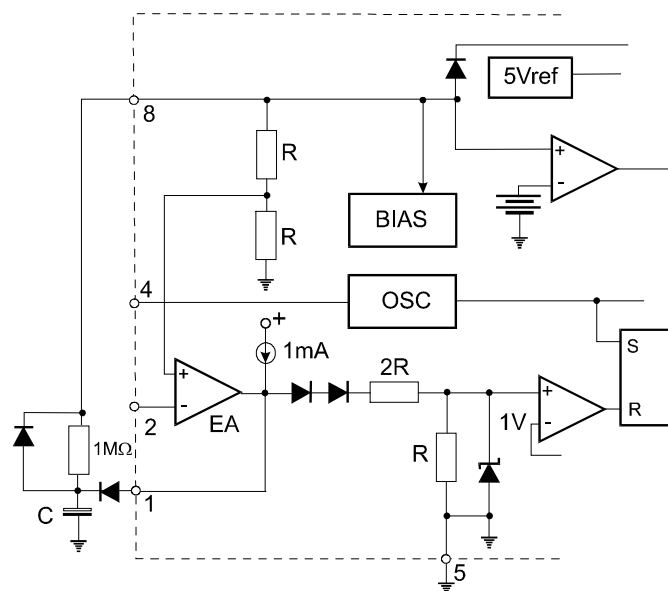 5Vref
8
R
R
BIAS
4
OSC
+
1mA
S
2R
R
+
-
EA
2
1V
+
-
+
-
1MΩ
R
1
C
5